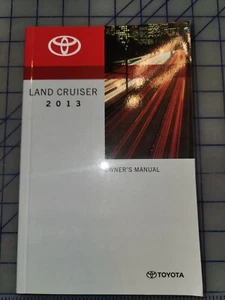 LAND CRUISER
2013
OWNER'S MANUAL
TOYOTA